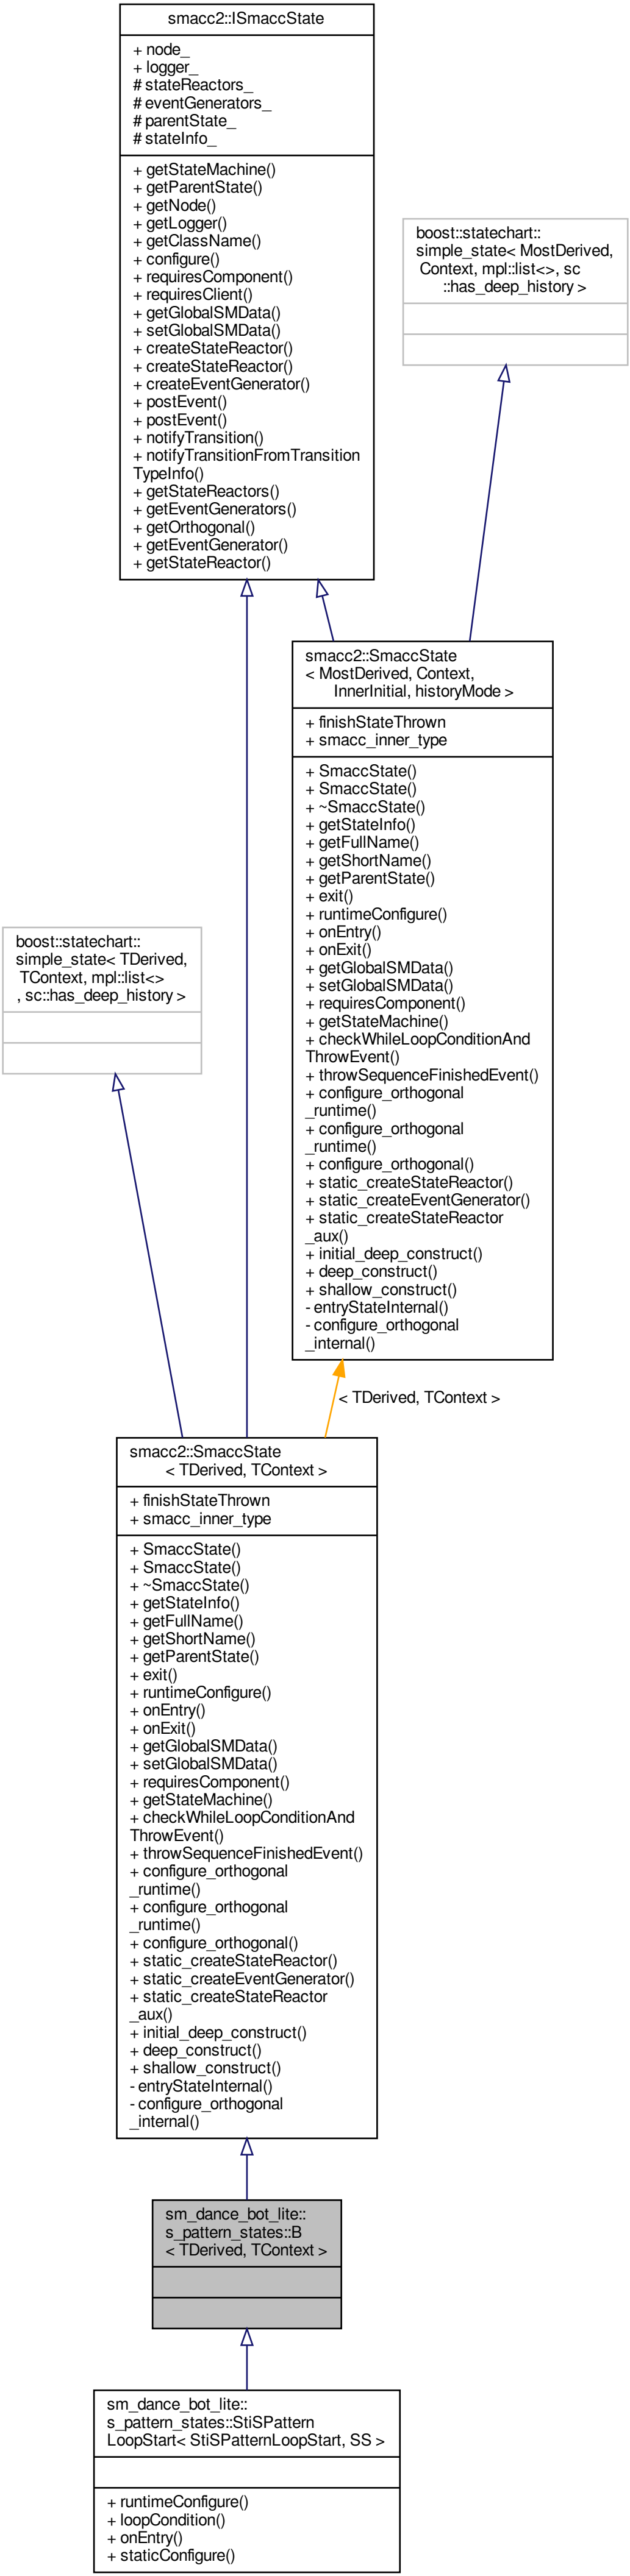 smacc2::ISmaccState
+ node_
+ logger_
# stateReactors_
# eventGenerators_
# parentState_
# stateInfo_
+ getStateMachine()
+ getParentState()
+ getNode()
+ getLogger()
+ getClassName()
+ configure()
+ requiresComponent()
+ requiresClient()
+ getGlobalSMData()
+ setGlobalSMData()
+ createStateReactor()
+ createStateReactor()
+ createEventGenerator()
+ postEvent()
+ postEvent()
+ notifyTransition()
+ notifyTransitionFromTransition
TypeInfo()
+ getStateReactors()
+ getEventGenerators()
+ getOrthogonal()
+ getEventGenerator()
+ getStateReactor()
boost::statechart::
simple_state< MostDerived,
Context, mpl::list<>, sc
::has_deep_history >
smacc2::SmaccState
< MostDerived, Context,
InnerInitial, historyMode >
+ finishStateThrown
+ smacc_inner_type
+ SmaccState()
+ SmaccState()
+ ~SmaccState()
+ getStateInfo()
+ getFullName()
+ getShortName()
+ getParentState()
+ exit()
+ runtimeConfigure()
+ onEntry()
+ onExit()
+ getGlobalSMData()
+ setGlobalSMData()
+ requiresComponent()
+ getStateMachine()
+ checkWhileLoopConditionAnd
ThrowEvent()
+ throwSequenceFinishedEvent()
+ configure_orthogonal
_runtime()
+ configure_orthogonal
_runtime()
+ configure_orthogonal()
+ static_createStateReactor()
+ static_createEventGenerator()
+ static_createStateReactor
_aux()
+ initial_deep_construct()
+ deep_construct()
+ shallow_construct()
- entryStateInternal()
- configure_orthogonal
_internal()
boost::statechart::
simple_state< TDerived,
TContext, mpl::list<>
, sc::has_deep_history >
< TDerived, TContext >
smacc2::SmaccState
< TDerived, TContext >
+ finishStateThrown
+ smacc_inner_type
+ SmaccState()
+ SmaccState()
+ ~SmaccState()
+ getStateInfo()
+ getFullName()
+ getShortName()
+ getParentState()
+ exit()
+ runtimeConfigure()
+ onEntry()
+ onExit()
+ getGlobalSMData()
+ setGlobalSMData()
+ requiresComponent()
+ getStateMachine()
+ checkWhileLoopConditionAnd
ThrowEvent()
+ throwSequenceFinishedEvent()
+ configure_orthogonal
_runtime()
+ configure_orthogonal
_runtime()
+ configure_orthogonal()
+ static_createStateReactor()
+ static_createEventGenerator()
+ static_createStateReactor
_aux()
+ initial_deep_construct()
+ deep_construct()
+ shallow_construct()
- entryStateInternal()
- configure_orthogonal
_internal()
sm_dance_bot_lite::
s_pattern_states::B
< TDerived, TContext >
sm_dance_bot_lite::
s_pattern_states::StiSPattern
LoopStart< StiSPatternLoopStart, SS >
+ runtimeConfigure()
+ loopCondition()
+ onEntry()
+ staticConfigure()